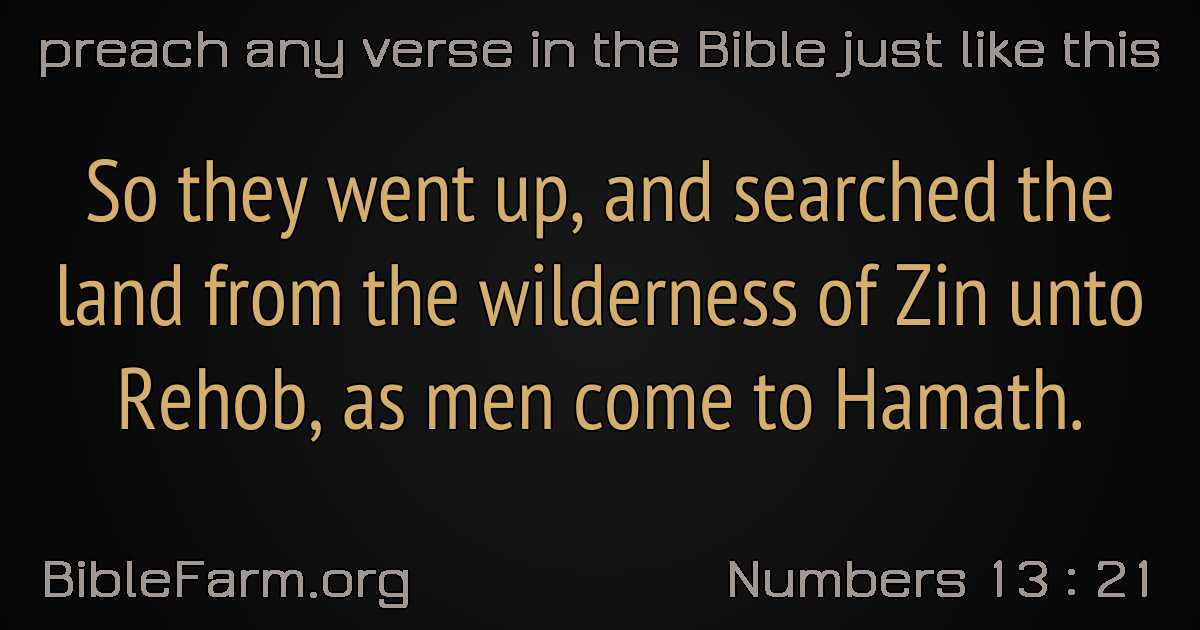 preach any verse in the Bible just like this
So they went up, and searched the
land from the wilderness of Zin unto
Rehob, as men come to Hamath.
BibleFarm.org
Numbers 13 : 21